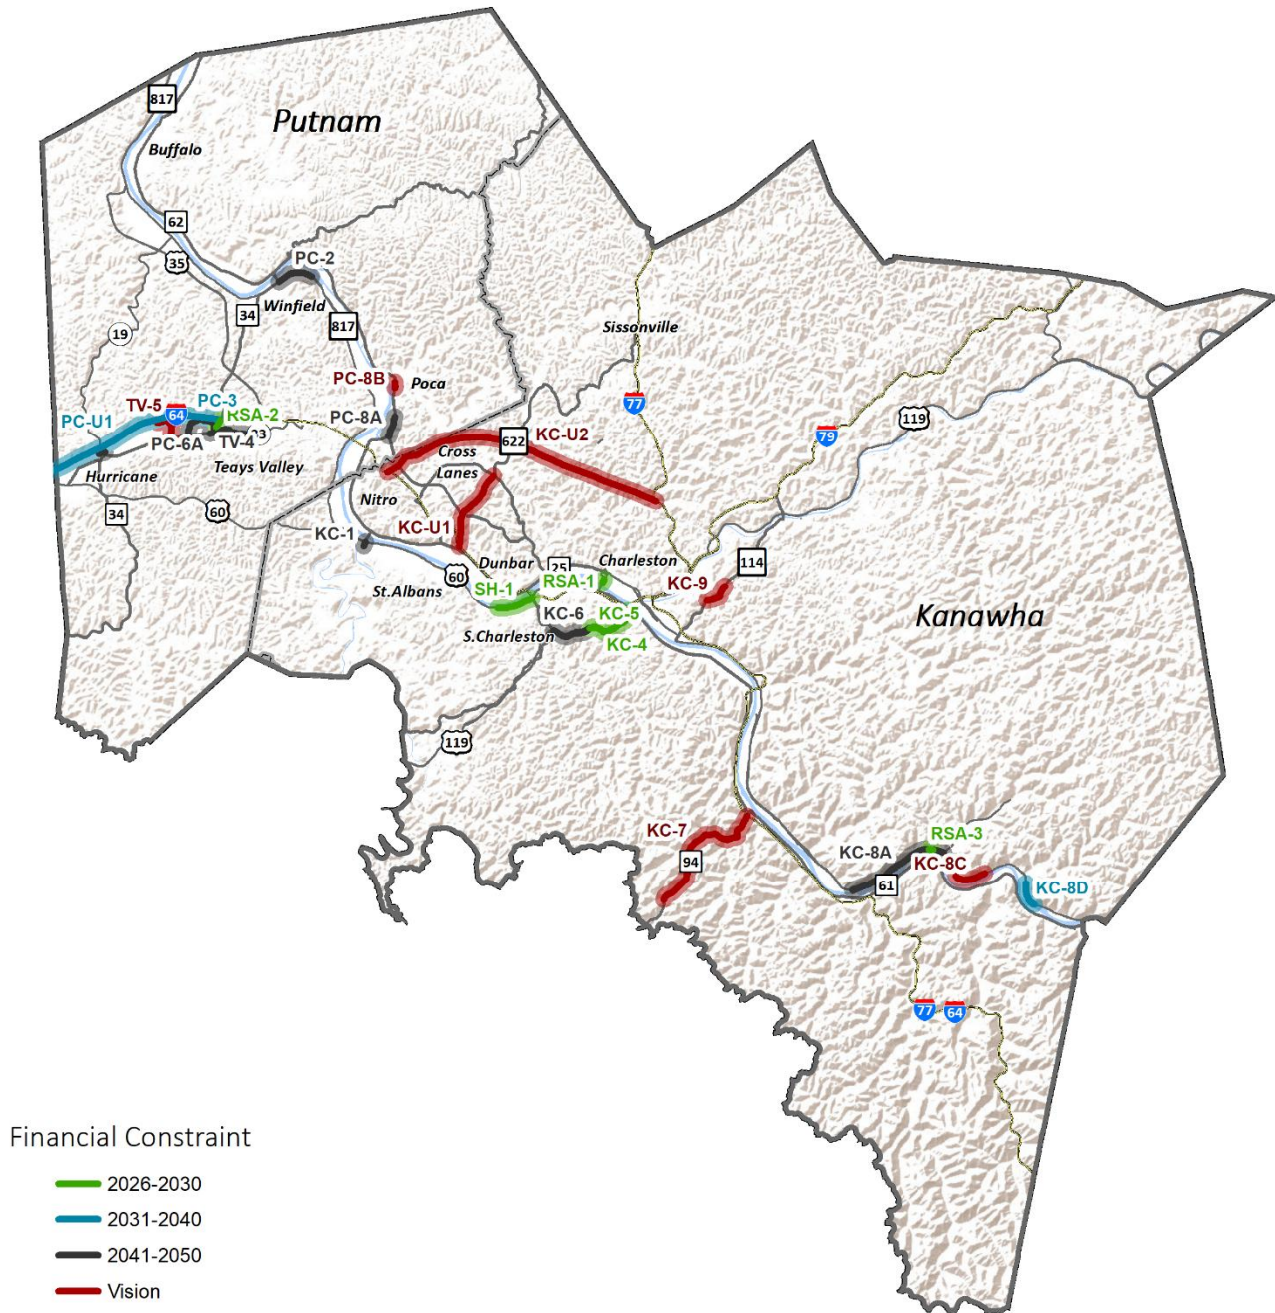 817
Putnam
Buffalo
62
35
PC-2
34
Winfield
817
19
Sissonville
PC-8B
Poca
77
TV-5
64
PC-3
PC-U1
RSA-2
PC-8A
119
79
PC-6A
TV-4
622
KC-U2
Cross
Lanes
Hurricane
Teays Valley
Nitro
34
60
KC-U1
KC-1
Dunbar
25
Charleston
114
St.Albans
60
SH-1
RSA-1
KC-9
KC-6
KC-5
Kanawha
S.Charleston
KC-4
119
KC-7
RSA-3
94
KC-8A
KC-8C
61
KC-8D
77
64
Financial Constraint
2026-2030
2031-2040
2041-2050
Vision